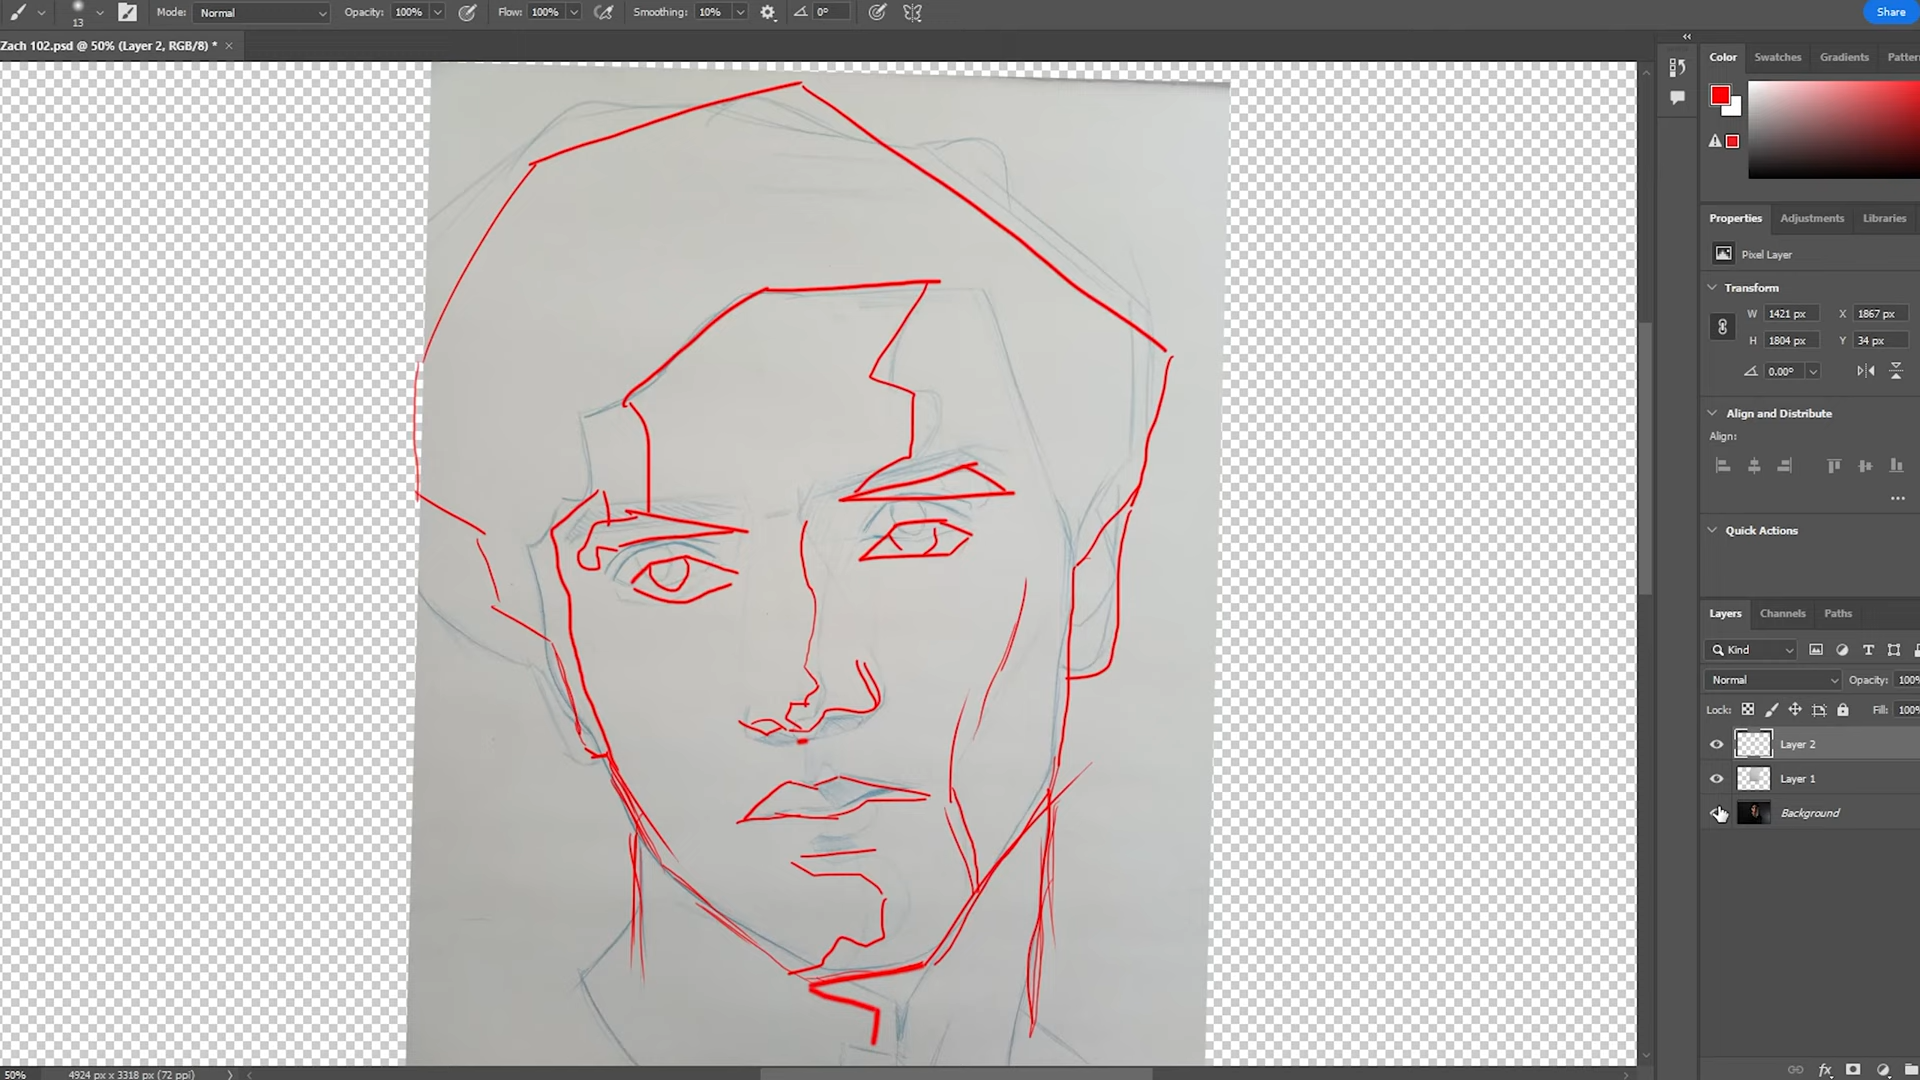 13 Mode: Normal Opacity: 100% Flow: 100% Smoothing: 10% 0° Share
Zach 102.psd @ 50% (Layer 2, RGB/8) * ×
Color Swatches Gradients
Properties Adjustments Libraries
Pixel Layer
Transform
W 1421 px X 1867 px
H 1804 px Y 34 px
0.00°
Align and Distribute
Align:
Quick Actions
Layers Channels Paths
Kind
Normal Opacity:
Lock: Fill:
Layer 2
Layer 1
Background
fx
50% 4924 px x 3318 px (72 ppi)